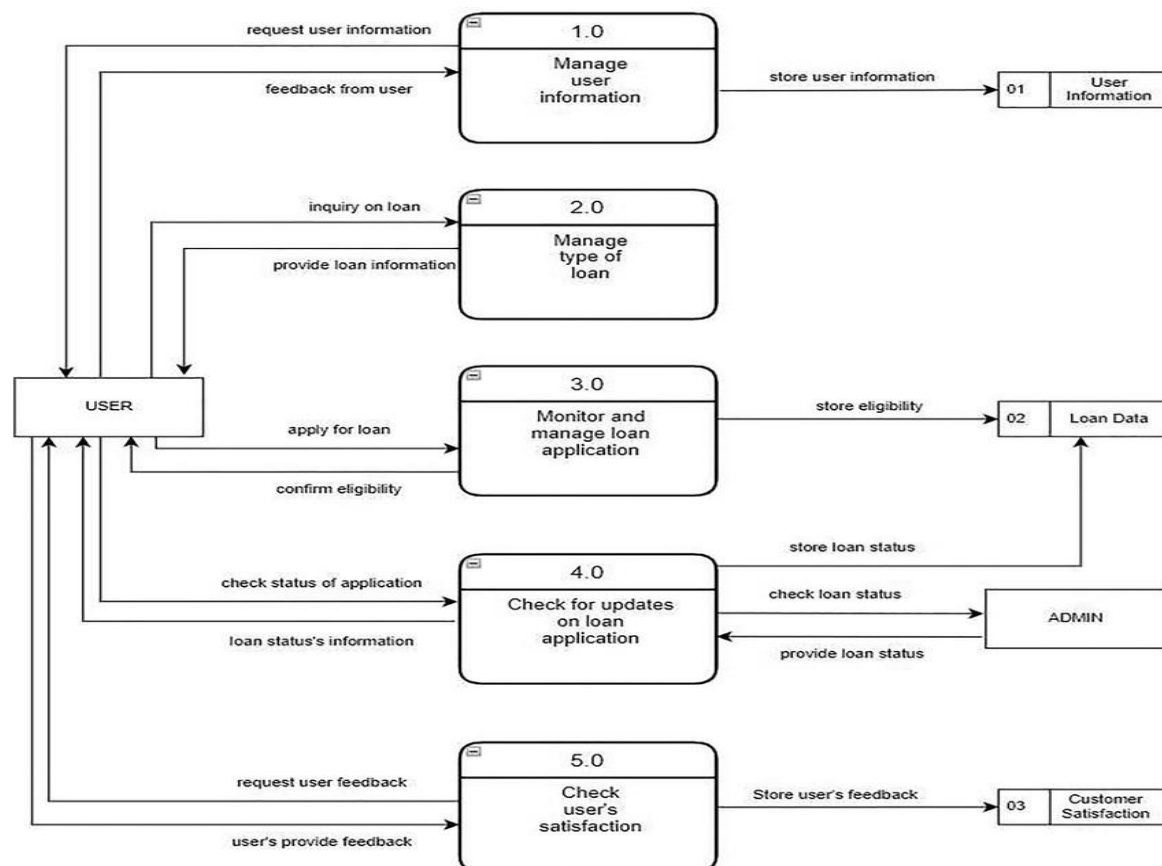 request user information
1.0
Manage
user
information
feedback from user
store user information
01
User
Information
inquiry on loan
2.0
Manage
type of
loan
provide loan information
USER
3.0
Monitor and
manage loan
application
apply for loan
confirm eligibility
store eligibility
02
Loan Data
4.0
Check for updates
on loan
application
check status of application
loan status's information
store loan status
check loan status
ADMIN
provide loan status
5.0
Check
user's
satisfaction
request user feedback
user's provide feedback
Store user's feedback
03
Customer
Satisfaction